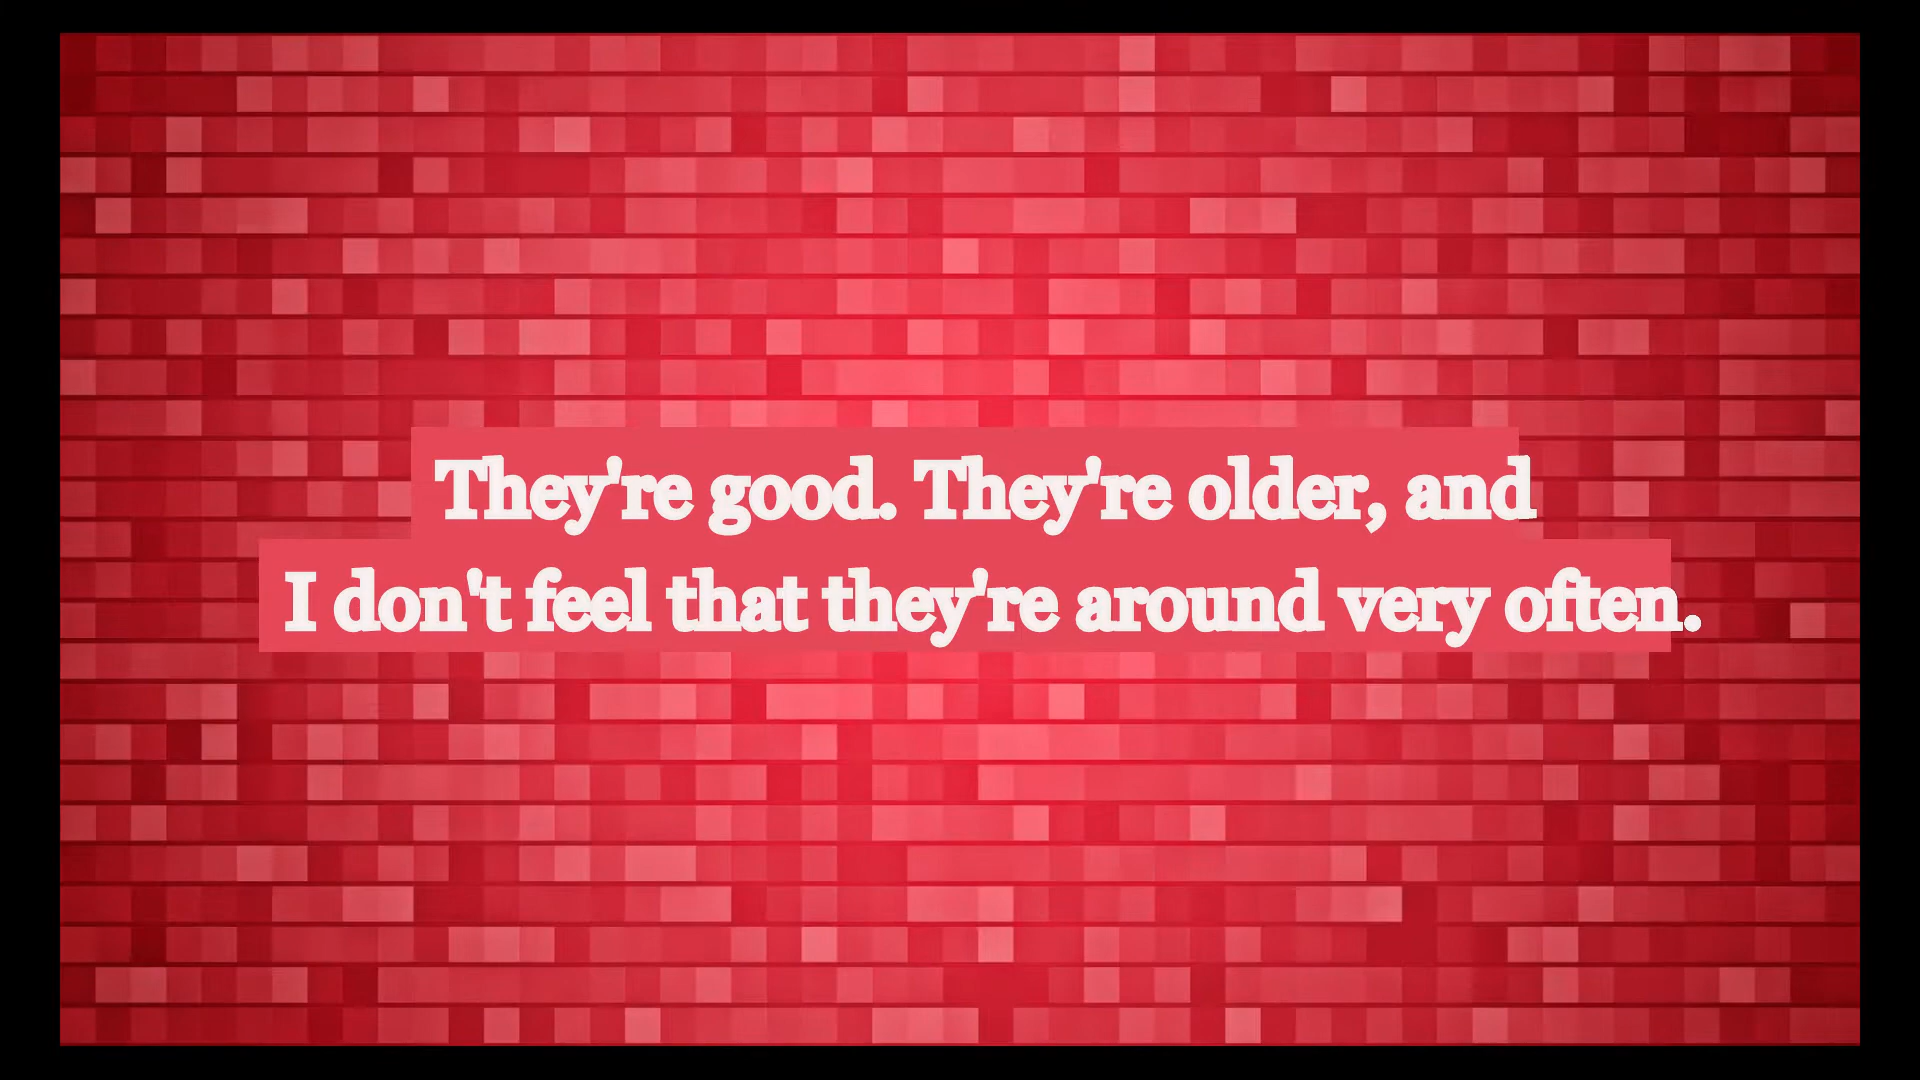 They're good. They're older, and
I don't feel that they're around very often.